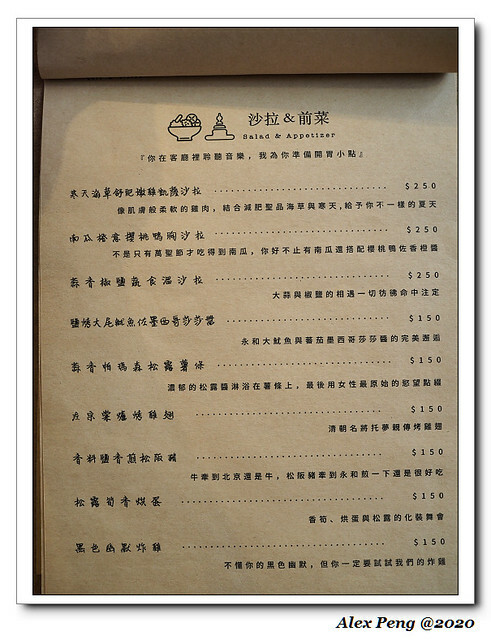 沙拉&前菜
Salad & Appetizer
『你在客廳裡聆聽音樂，我為你準備開胃小點』
寒天海草舒肥嫩雞凱薩沙拉 $250
像肌膚般柔軟的雞肉，結合減肥聖品海草與寒天,給予你不一樣的夏天
南瓜橙意櫻桃鴨胸沙拉 $250
不是只有萬聖節才吃得到南瓜，你好不止有南瓜還搭配櫻桃鴨佐香橙醬
蒜香椒鹽蔬食溫沙拉 $250
大蒜與椒鹽的相遇一切彷彿命中注定
鹽烤大尾魷魚佐墨西哥莎莎醬 $150
永和大魷魚與蕃茄墨西哥莎莎醬的完美邂逅
蒜香帕瑪森松露薯條 $150
濃郁的松露醬淋浴在薯條上，最後用女性最原始的慾望點綴
左宗棠爐烤雞翅 $150
清朝名將托夢親傳烤雞翅
香料鹽香煎松阪豬 $150
牛牽到北京還是牛，松阪豬牽到永和煎一下還是很好吃
松露筍香烘蛋 $150
香筍、烘蛋與松露的化裝舞會
黑色幽默炸雞 $150
不懂你的黑色幽默，但你一定要試試我們的炸雞
Alex Peng @2020